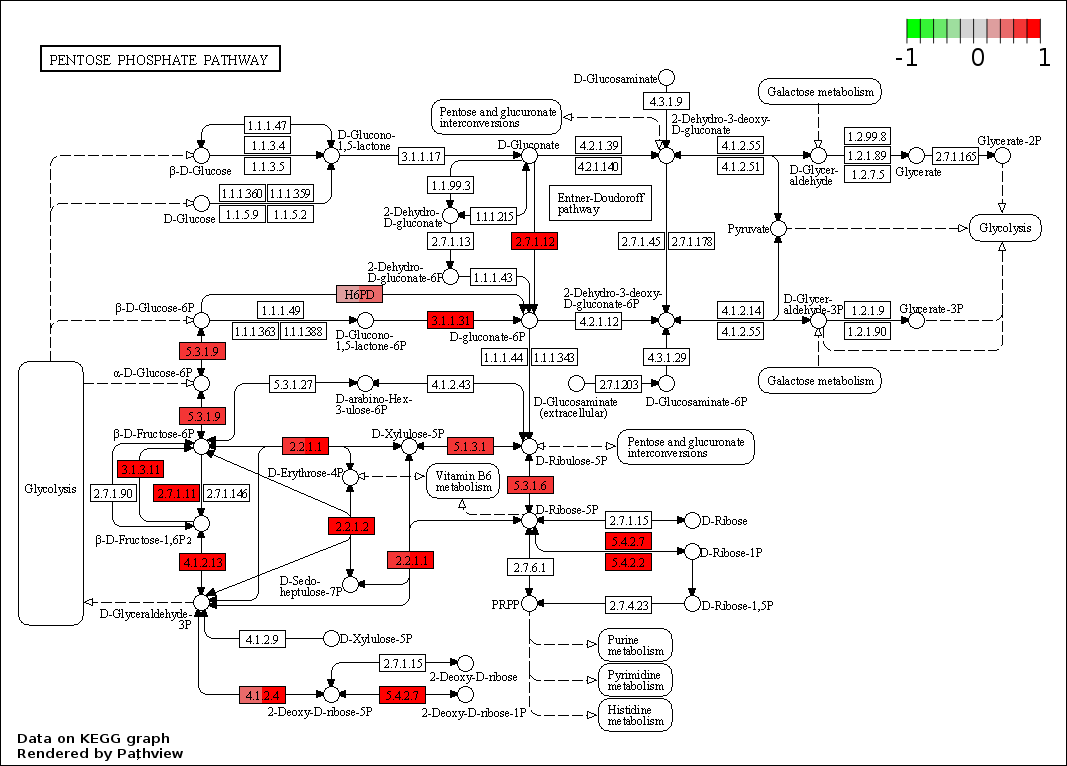 -1 0 1
PENTOSE PHOSPHATE PATHWAY
D-Glucosaminate
4.3.1.9
Galactose metabolism
Pentose and glucuronate
interconversions
2-Dehydro-3-deoxy-
D-gluconate
1.1.1.47
1.1.3.4
1.1.3.5
D-Glucono-
1,5-lactone
3.1.1.17
D-Gluconate
4.2.1.39
4.2.1.140
4.1.2.55
4.1.2.51
1.2.99.8
1.2.1.89
1.2.7.5
D-Glycer-
aldehyde
Glycerate
2.7.1.165
Glycerate-2P
β-D-Glucose
D-Glucose
1.1.1.360
1.1.1.359
1.1.5.9
1.1.5.2
1.1.99.3
2-Dehydro-
D-gluconate
1.1.1.215
Entner-Doudoroff
pathway
2.7.1.13
2.7.1.12
2.7.1.45
2.7.1.178
Pyruvate
Glycolysis
2-Dehydro-
D-gluconate-6P
1.1.1.43
H6PD
β-D-Glucose-6P
1.1.1.49
1.1.1.363
1.1.1.388
D-Glucono-
1,5-lactone-6P
3.1.1.31
D-gluconate-6P
2-Dehydro-3-deoxy-
D-gluconate-6P
4.2.1.12
4.1.2.14
4.1.2.55
D-Glycer-
aldehyde-3P
1.2.1.9
1.2.1.90
Glycerate-3P
5.3.1.9
1.1.1.44
1.1.1.343
4.3.1.29
α-D-Glucose-6P
5.3.1.27
D-arabino-Hex-
3-ulose-6P
4.1.2.43
2.7.1.203
D-Glucosaminate
(extracellular)
D-Glucosaminate-6P
Galactose metabolism
5.3.1.9
β-D-Fructose-6P
2.2.1.1
D-Xylulose-5P
5.1.3.1
D-Ribulose-5P
Pentose and glucuronate
interconversions
3.1.3.11
D-Erythrose-4P
Vitamin B6
metabolism
5.3.1.6
Glycolysis
2.7.1.90
2.7.1.11
2.7.1.146
D-Ribose-5P
2.7.1.15
D-Ribose
2.2.1.2
5.4.2.7
5.4.2.2
D-Ribose-1P
β-D-Fructose-1,6P2
4.1.2.13
2.2.1.1
2.7.6.1
D-Sedo-
heptulose-7P
D-Glyceraldehyde-
3P
PRPP
2.7.4.23
D-Ribose-1,5P
4.1.2.9
D-Xylulose-5P
Purine
metabolism
2.7.1.15
2-Deoxy-D-ribose
Pyrimidine
metabolism
4.1.2.4
2-Deoxy-D-ribose-5P
5.4.2.7
2-Deoxy-D-ribose-1P
Histidine
metabolism
Data on KEGG graph
Rendered by Pathview